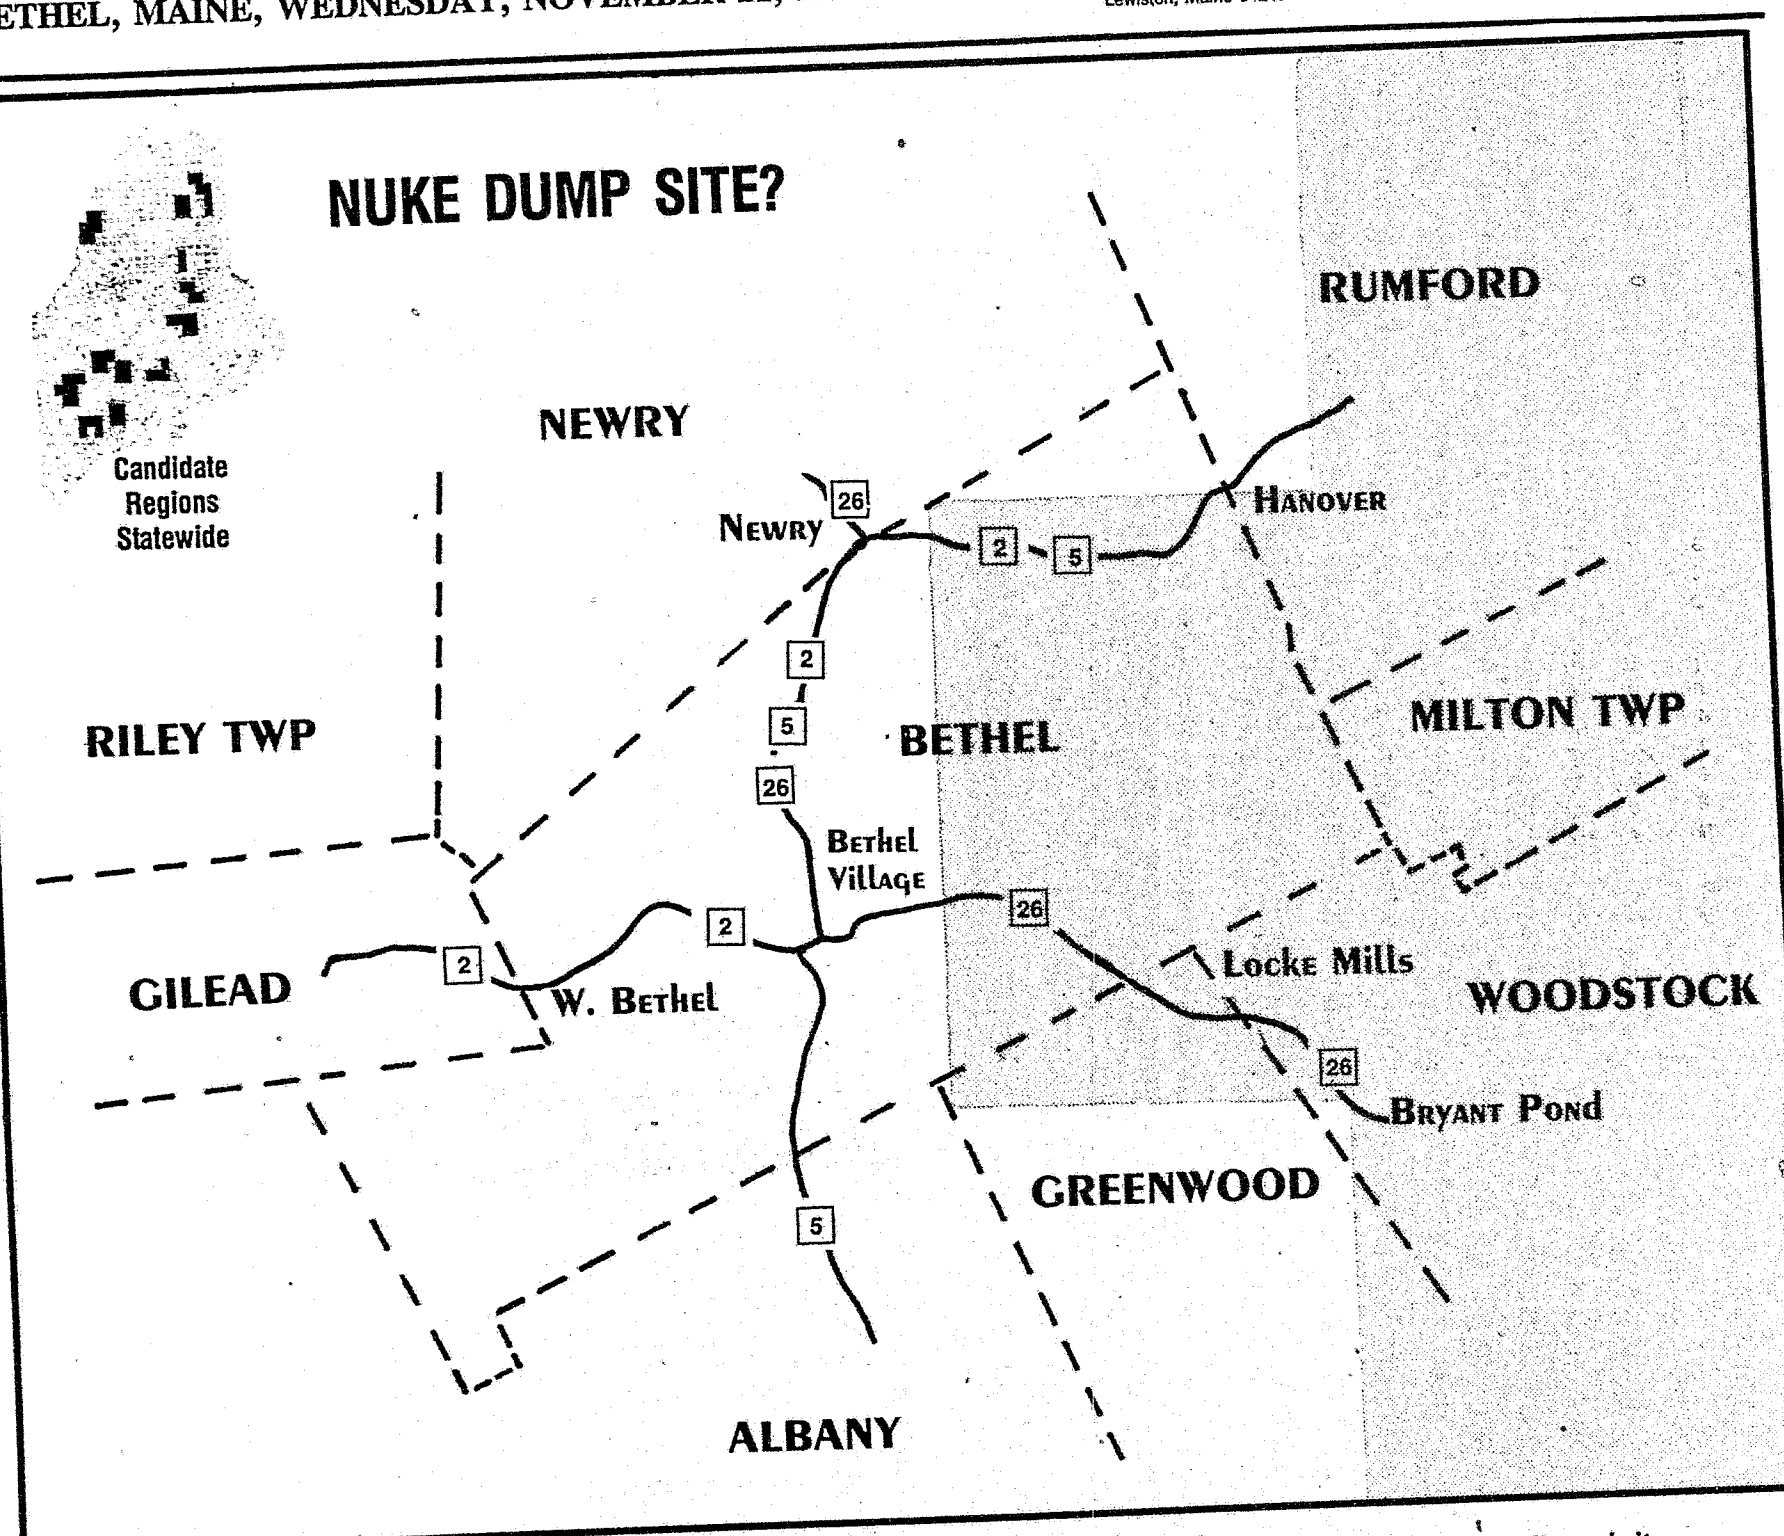 ETHEL, MAINE, WEDNESDAY, NOVEMBER
Lewiston, Maine
NUKE DUMP SITE?
RUMFORD
NEWRY
Candidate
Regions
Statewide
26
Newry
Hanover
2
5
2
5
26
RILEY TWP
BETHEL
MILTON TWP
Bethel
Village
26
2
2
GILEAD
W. Bethel
Locke Mills
WOODSTOCK
26
Bryant Pond
GREENWOOD
5
ALBANY